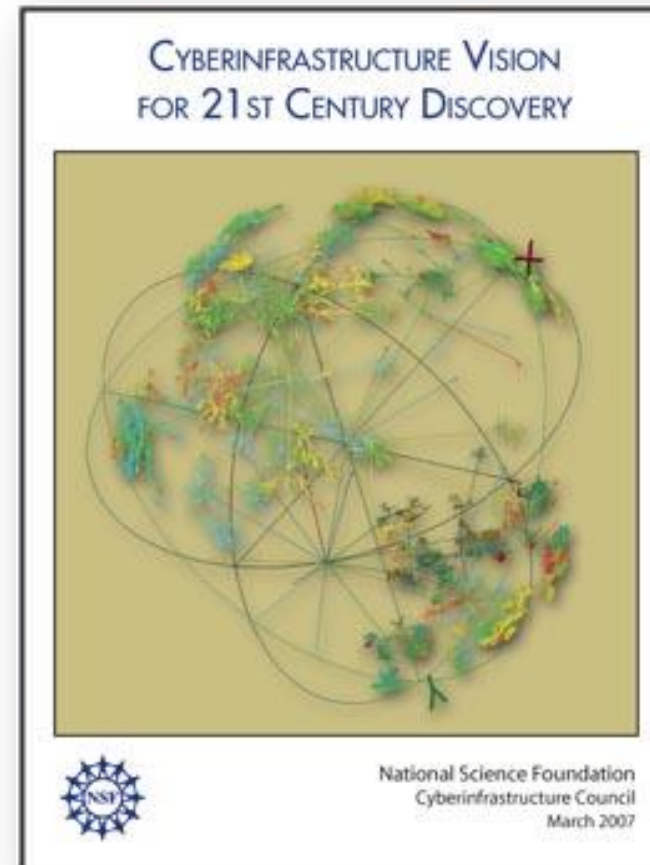 CYBERINFRASTRUCTURE VISION
FOR 21ST CENTURY DISCOVERY
NSF
National Science Foundation
Cyberinfrastructure Council
March 2007